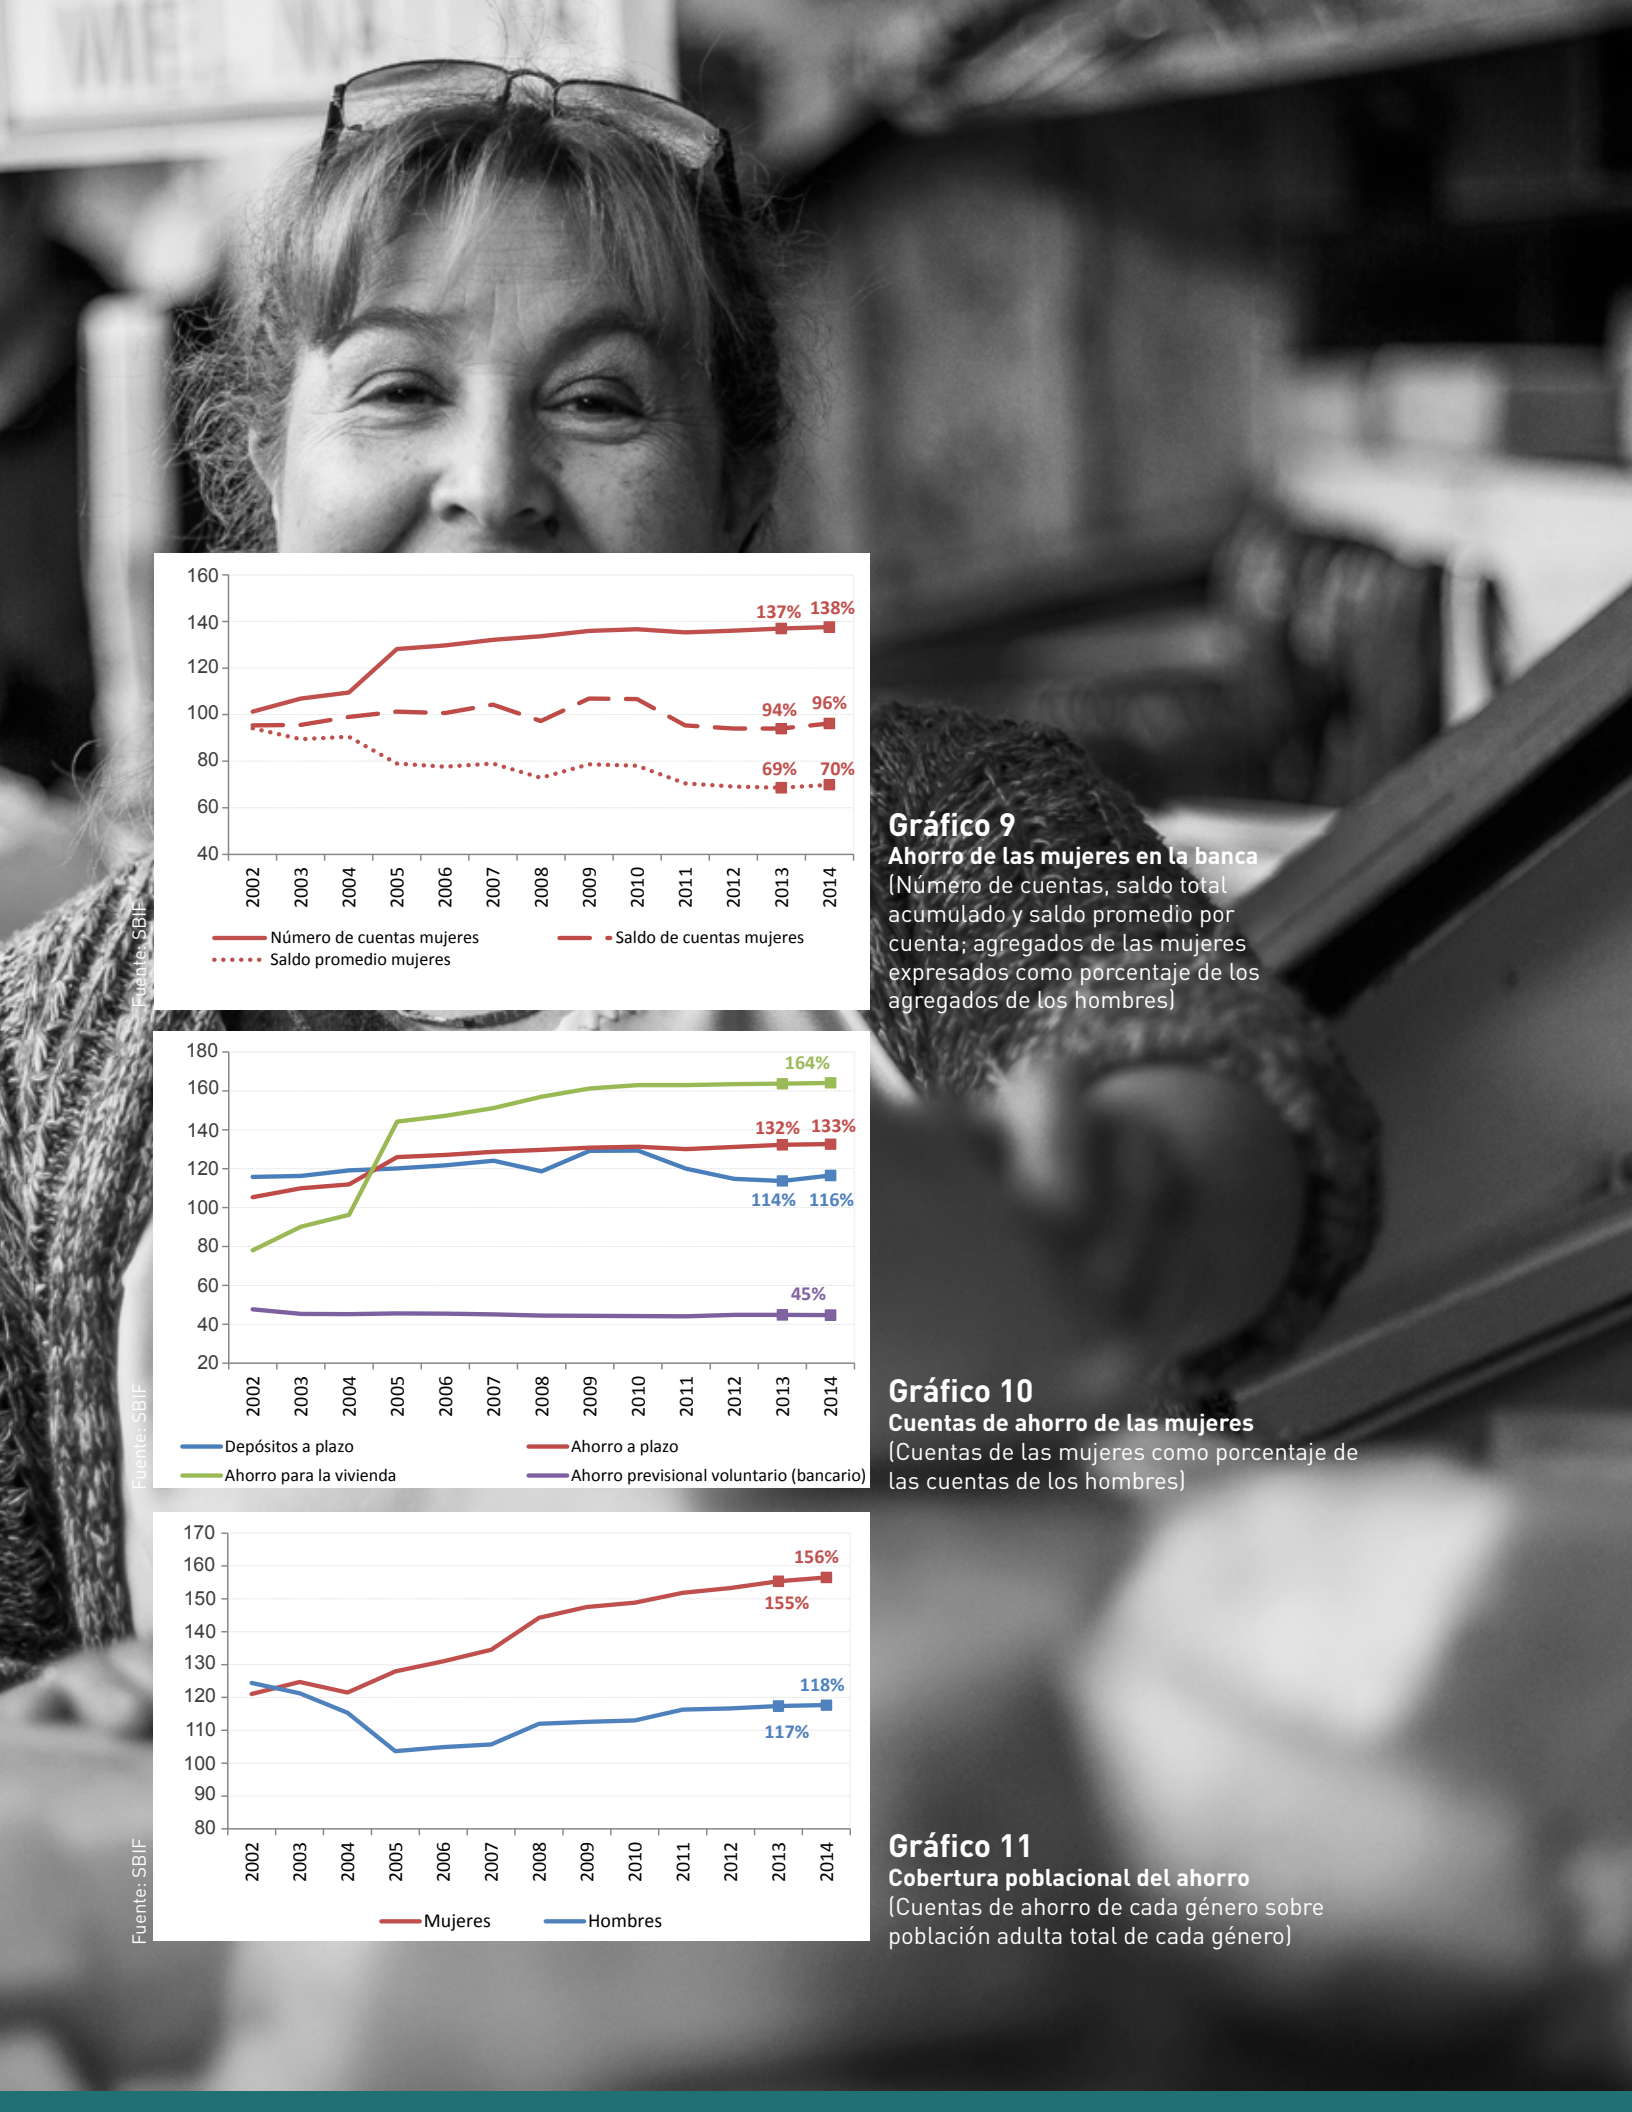 160
140
120
100
80
60
40
137% 138%
94% 96%
69% 70%
2002 2003 2004 2005 2006 2007 2008 2009 2010 2011 2012 2013 2014
Número de cuentas mujeres
Saldo de cuentas mujeres
Saldo promedio mujeres
Fuente: SBIF
Gráfico 9
Ahorro de las mujeres en la banca
(Número de cuentas, saldo total
acumulado y saldo promedio por
cuenta; agregados de las mujeres
expresados como porcentaje de los
agregados de los hombres)
180
160
140
120
100
80
60
40
20
164%
132% 133%
114% 116%
45%
2002 2003 2004 2005 2006 2007 2008 2009 2010 2011 2012 2013 2014
Depósitos a plazo
Ahorro a plazo
Ahorro para la vivienda
Ahorro previsional voluntario (bancario)
Fuente: SBIF
Gráfico 10
Cuentas de ahorro de las mujeres
(Cuentas de las mujeres como porcentaje de
las cuentas de los hombres)
170
160
150
140
130
120
110
100
90
80
156%
155%
118%
117%
2002 2003 2004 2005 2006 2007 2008 2009 2010 2011 2012 2013 2014
Mujeres
Hombres
Fuente: SBIF
Gráfico 11
Cobertura poblacional del ahorro
(Cuentas de ahorro de cada género sobre
población adulta total de cada género)